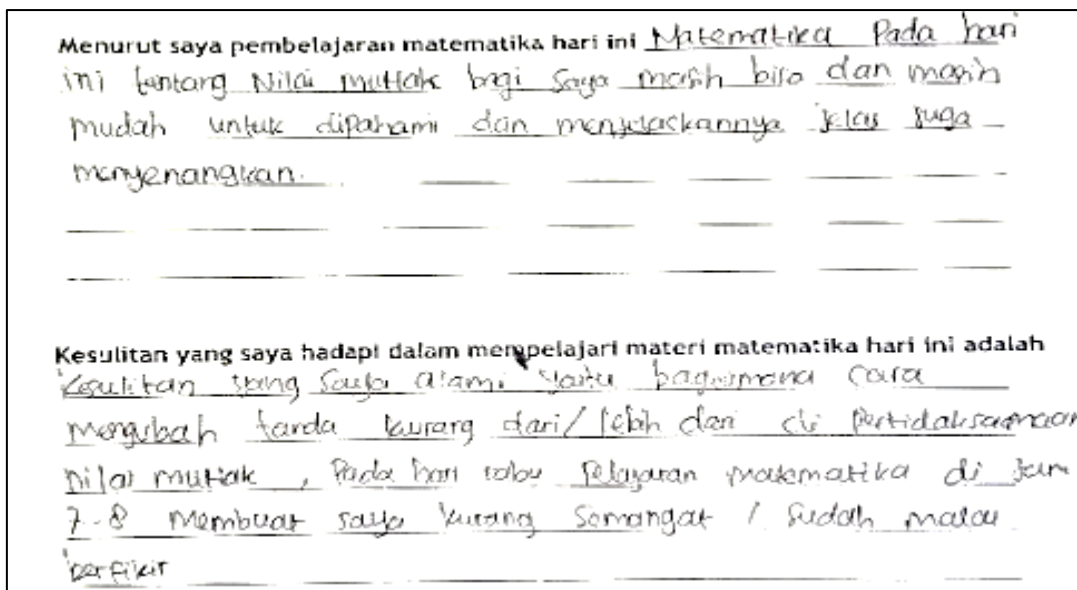 Menurut saya pembelajaran matematika hari ini Matematika Pada hari
ini tentang Nilai mutlak bagi saya masih bisa dan masih
mudah untuk dipahami dan menjelaskannya jelas juga
menyenangkan.
Kesulitan yang saya hadapi dalam mempelajari materi matematika hari ini adalah
Kesulitan yang saya alami yaitu bagaimana cara
mengubah tanda kurang dari / lebih dari di Pertidaksamaan
nilai mutlak , Pada hari rabu pelajaran matematika di jam
7-8 Membuat saya kurang Semangat / Sudah malas
berfikir